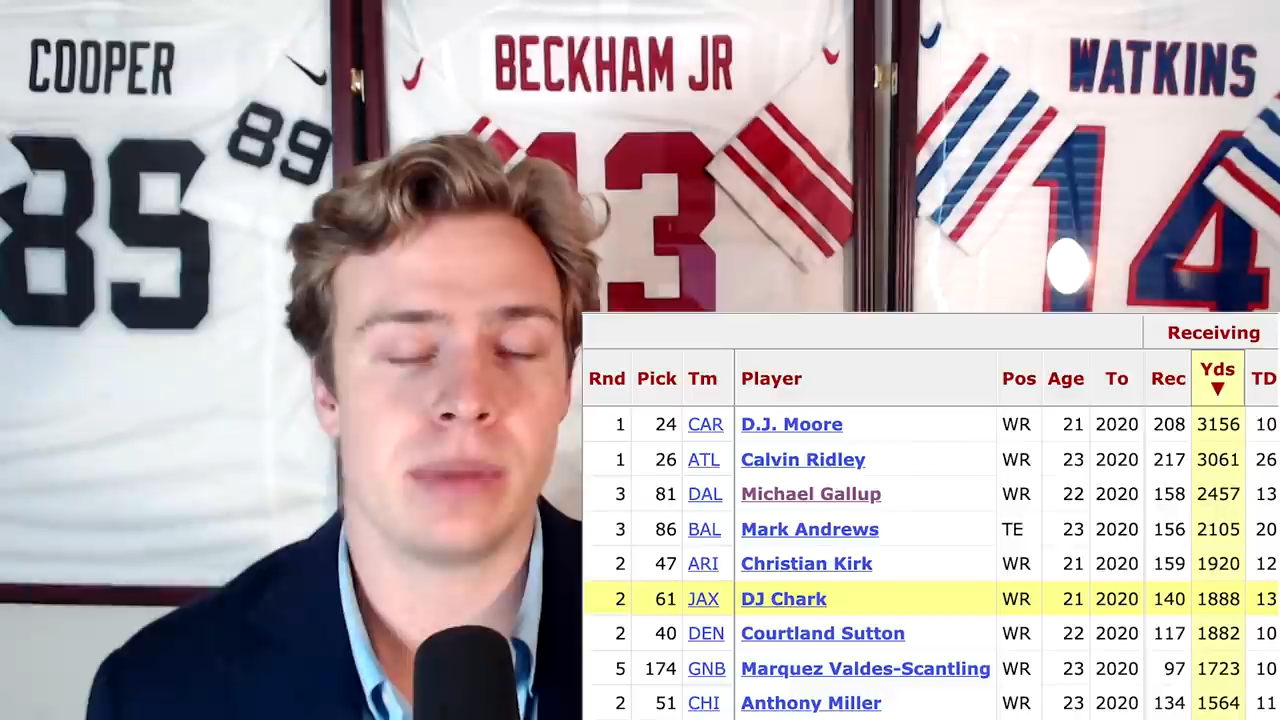 COOPER
89
89
BECKHAM JR
13
WATKINS
14
Receiving
Rnd Pick Tm Player Pos Age To Rec Yds ▼ TD
1 24 CAR D.J. Moore WR 21 2020 208 3156 10
1 26 ATL Calvin Ridley WR 23 2020 217 3061 26
3 81 DAL Michael Gallup WR 22 2020 158 2457 13
3 86 BAL Mark Andrews TE 23 2020 156 2105 20
2 47 ARI Christian Kirk WR 21 2020 159 1920 12
2 61 JAX DJ Chark WR 21 2020 140 1888 13
2 40 DEN Courtland Sutton WR 22 2020 117 1882 10
5 174 GNB Marquez Valdes-Scantling WR 23 2020 97 1723 10
2 51 CHI Anthony Miller WR 23 2020 134 1564 11